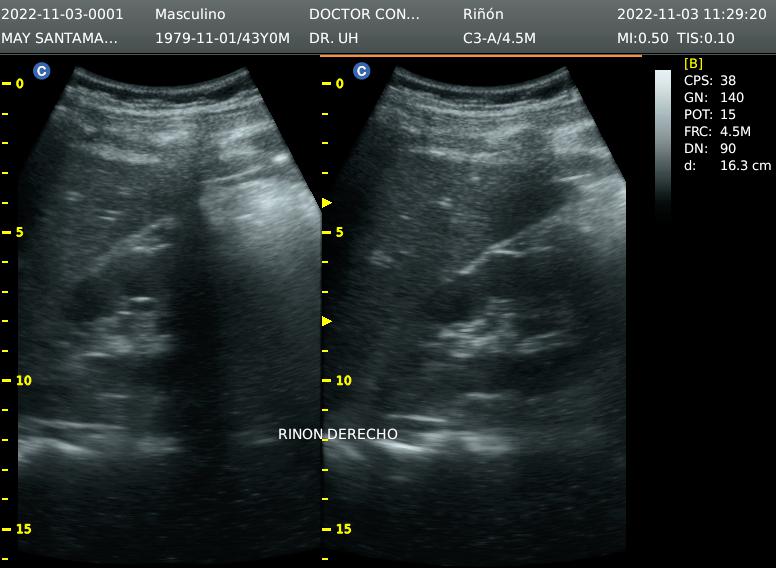 2022-11-03-0001 Masculino DOCTOR CON... Riñón 2022-11-03 11:29:20
MAY SANTAMA... 1979-11-01/43Y0M DR. UH C3-A/4.5M MI:0.50 TIS:0.10
[B]
C C
CPS: 38
0 0
GN: 140
POT: 15
FRC: 4.5M
DN: 90
d: 16.3 cm
5 5
10 10
RINON DERECHO
15 15